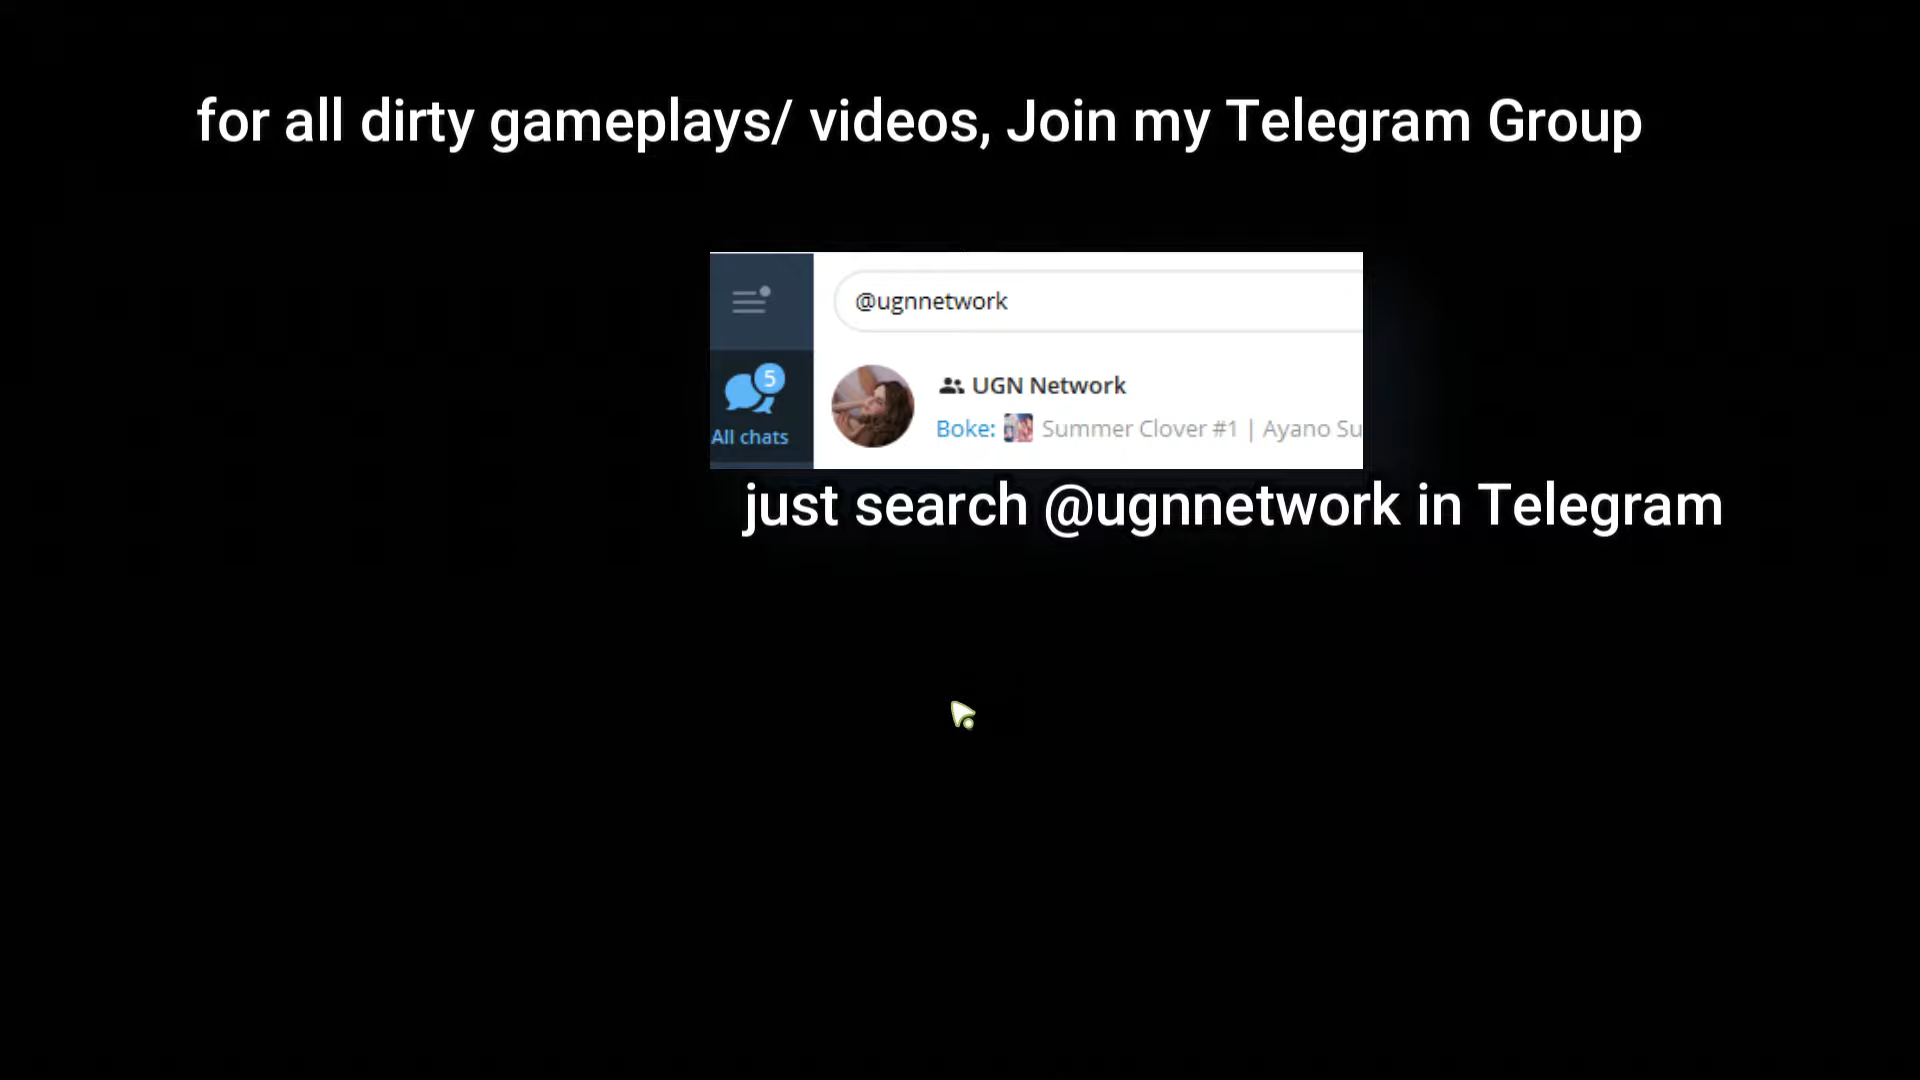 for all dirty gameplays/ videos, Join my Telegram Group
@ugnnetwork
5
UGN Network
All chats
Boke: Summer Clover #1 | Ayano Su
just search @ugnnetwork in Telegram